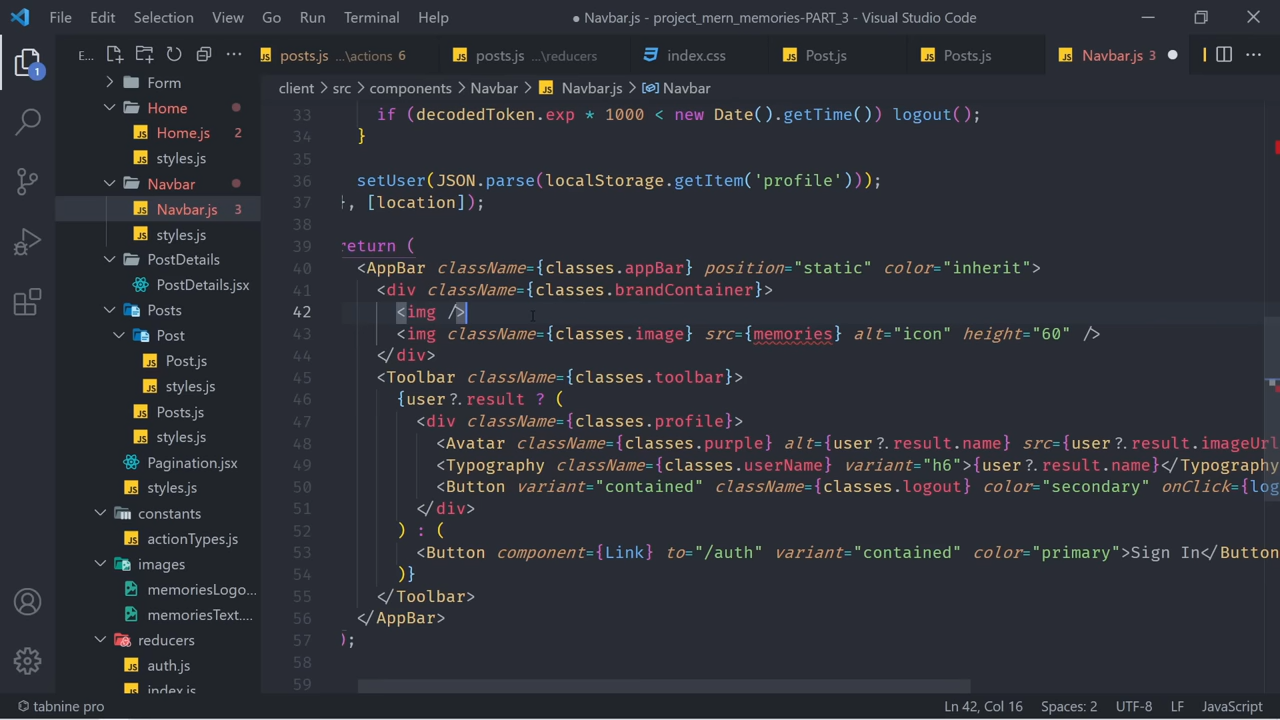 File Edit Selection View Go Run Terminal Help ● Navbar.js - project_mern_memories-PART_3 - Visual Studio Code
E... posts.js ...\actions 6 posts.js ...\reducers index.css Post.js Posts.js Navbar.js 3
client > src > components > Navbar > Navbar.js > Navbar
1
Form
Home
Home.js 2
styles.js
Navbar
Navbar.js 3
styles.js
PostDetails
PostDetails.jsx
Posts
Post
Post.js
styles.js
Posts.js
styles.js
Pagination.jsx
styles.js
constants
actionTypes.js
images
memoriesLogo...
memoriesText....
reducers
auth.js
index.js
33 if (decodedToken.exp * 1000 < new Date().getTime()) logout();
34 }
35
36 setUser(JSON.parse(localStorage.getItem('profile')));
37 }, [location]);
38
39 return (
40 <AppBar className={classes.appBar} position="static" color="inherit">
41 <div className={classes.brandContainer}>
42 <img />
43 <img className={classes.image} src={memories} alt="icon" height="60" />
44 </div>
45 <Toolbar className={classes.toolbar}>
46 {user?.result ? (
47 <div className={classes.profile}>
48 <Avatar className={classes.purple} alt={user?.result.name} src={user?.result.imageUrl
49 <Typography className={classes.userName} variant="h6">{user?.result.name}</Typography
50 <Button variant="contained" className={classes.logout} color="secondary" onClick={log
51 </div>
52 ) : (
53 <Button component={Link} to="/auth" variant="contained" color="primary">Sign In</Button
54 )}
55 </Toolbar>
56 </AppBar>
57 );
58
59
tabnine pro Ln 42, Col 16 Spaces: 2 UTF-8 LF JavaScript